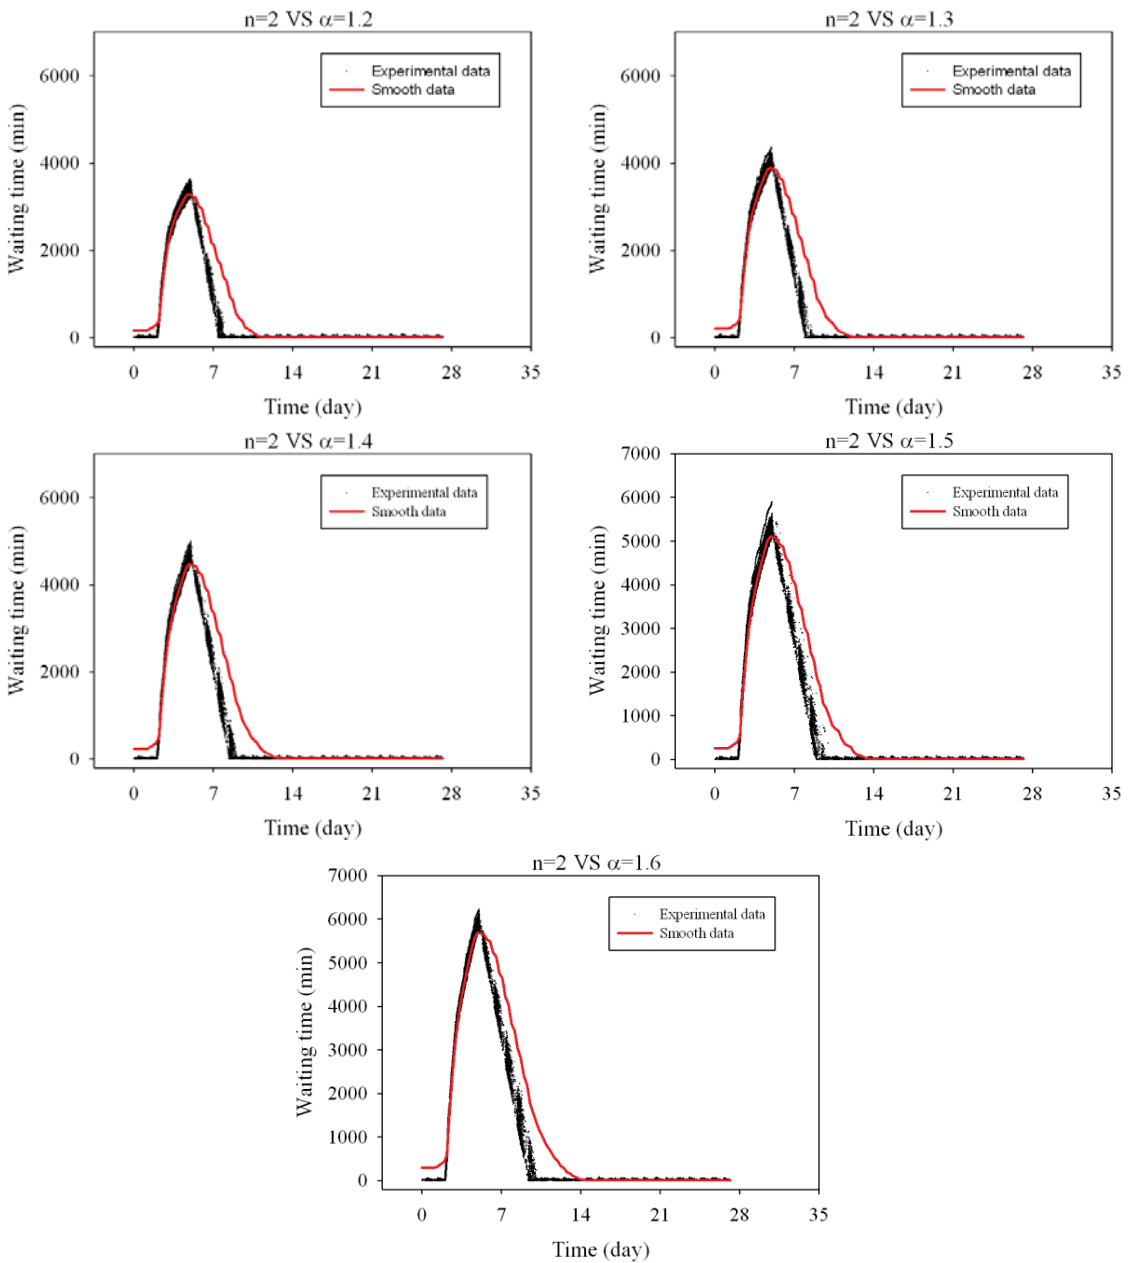 n=2 VS α=1.2
Waiting time (min)
6000
4000
2000
0
Experimental data
Smooth data
0 7 14 21 28 35
Time (day)
n=2 VS α=1.3
Waiting time (min)
6000
4000
2000
0
Experimental data
Smooth data
0 7 14 21 28 35
Time (day)
n=2 VS α=1.4
Waiting time (min)
6000
4000
2000
0
Experimental data
Smooth data
0 7 14 21 28 35
Time (day)
n=2 VS α=1.5
Waiting time (min)
7000
6000
5000
4000
3000
2000
1000
0
Experimental data
Smooth data
0 7 14 21 28 35
Time (day)
n=2 VS α=1.6
Waiting time (min)
7000
6000
5000
4000
3000
2000
1000
0
Experimental data
Smooth data
0 7 14 21 28 35
Time (day)